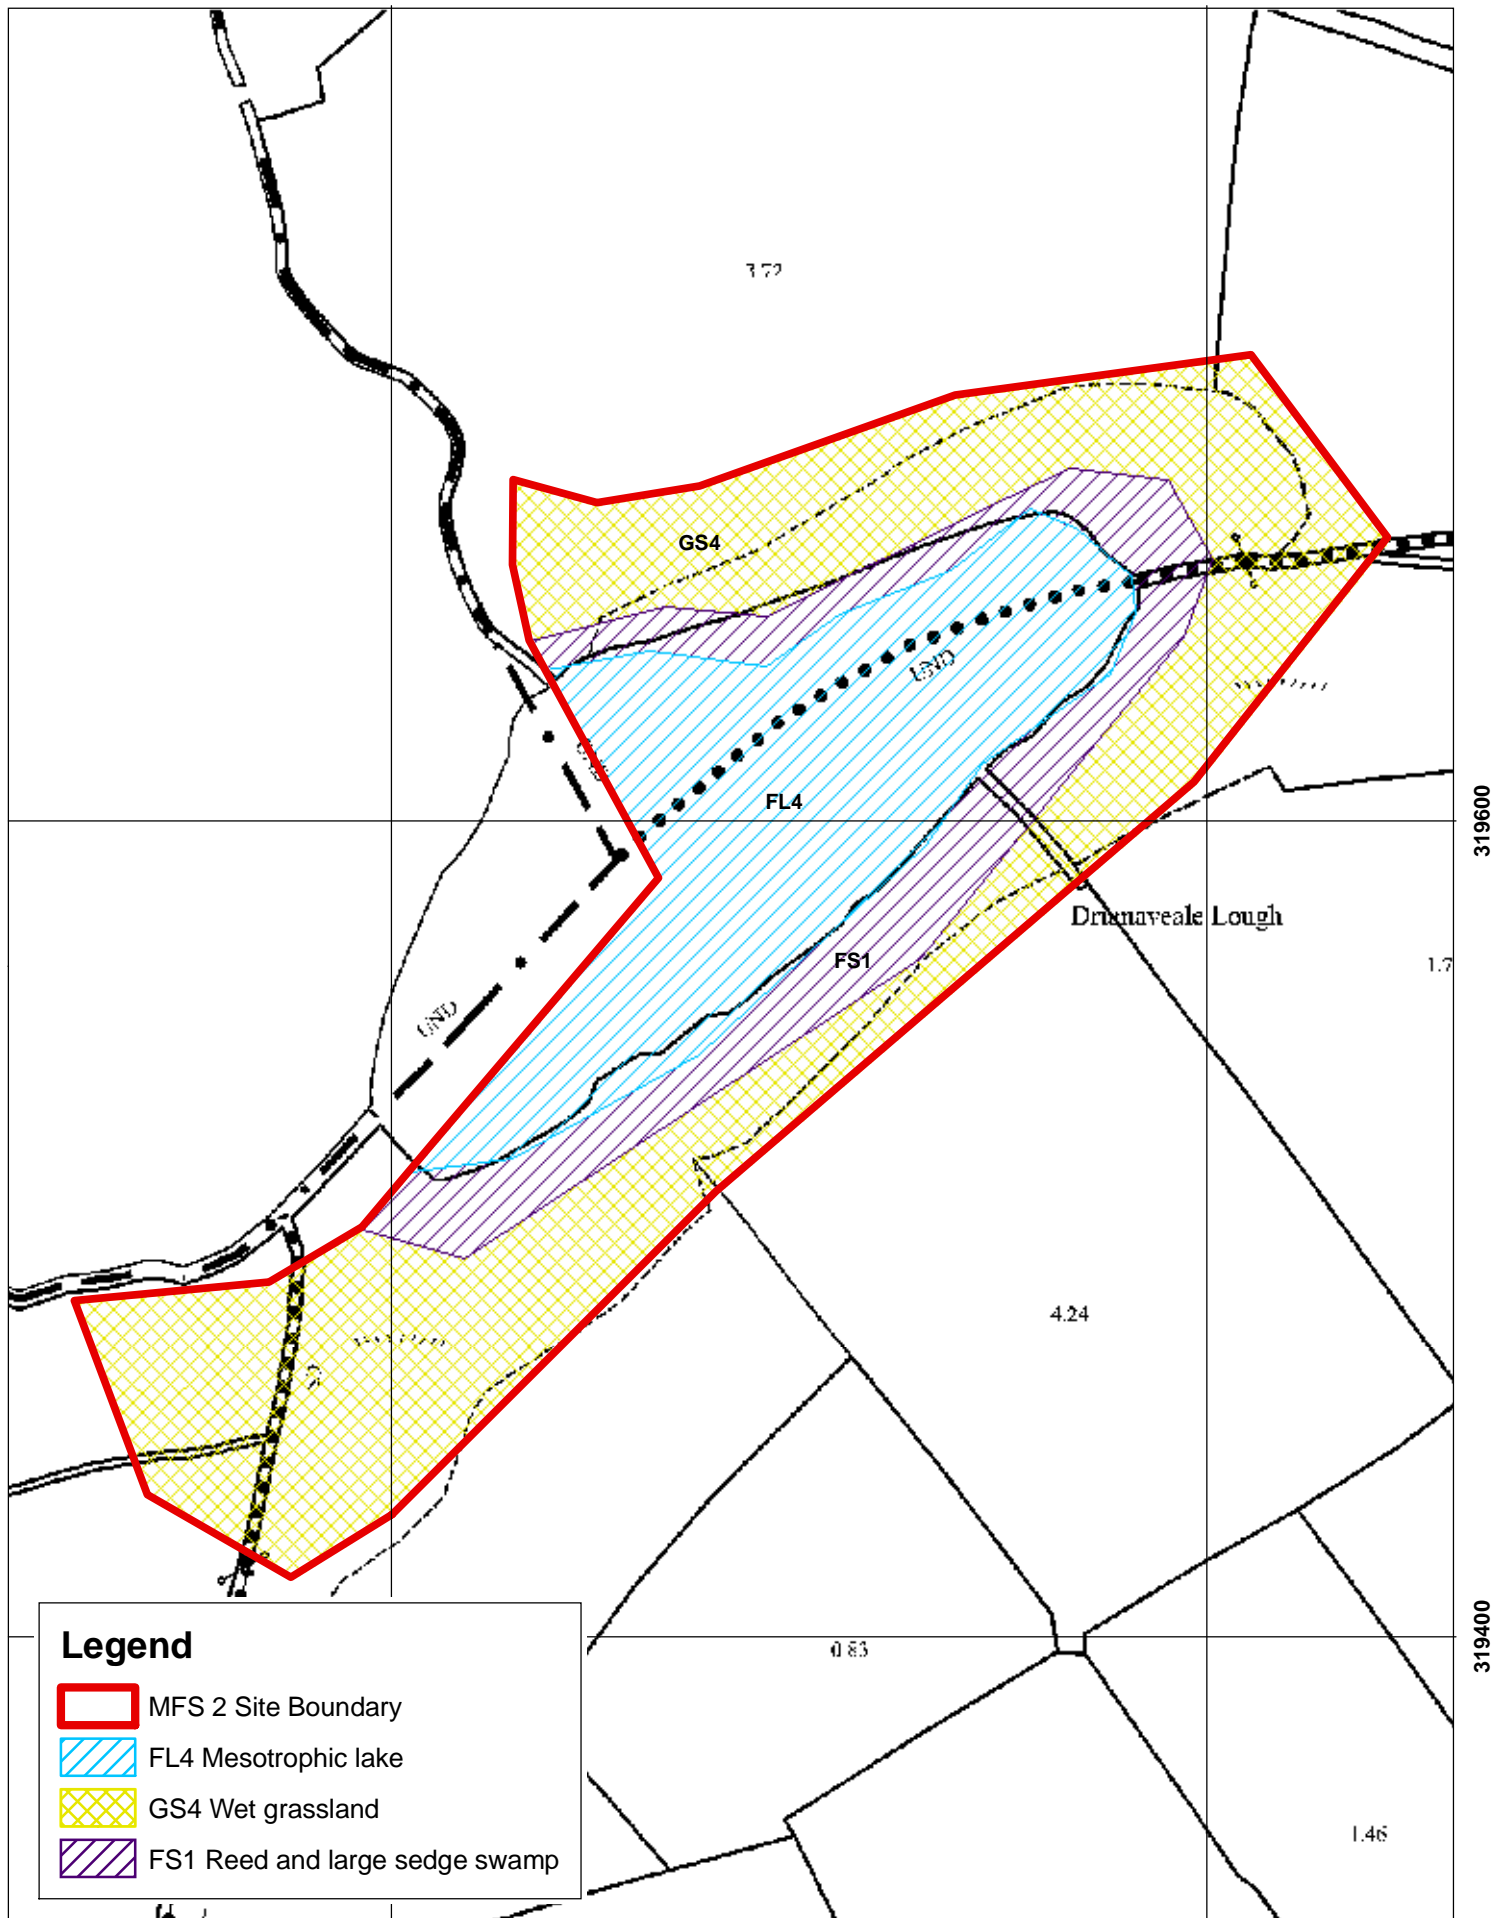 3.72
GS4
UND
FL4
319600
Drumaveale Lough
FS1
1.7
UND
4.24
319400
0.83
1.46
Legend
MFS 2 Site Boundary
FL4 Mesotrophic lake
GS4 Wet grassland
FS1 Reed and large sedge swamp